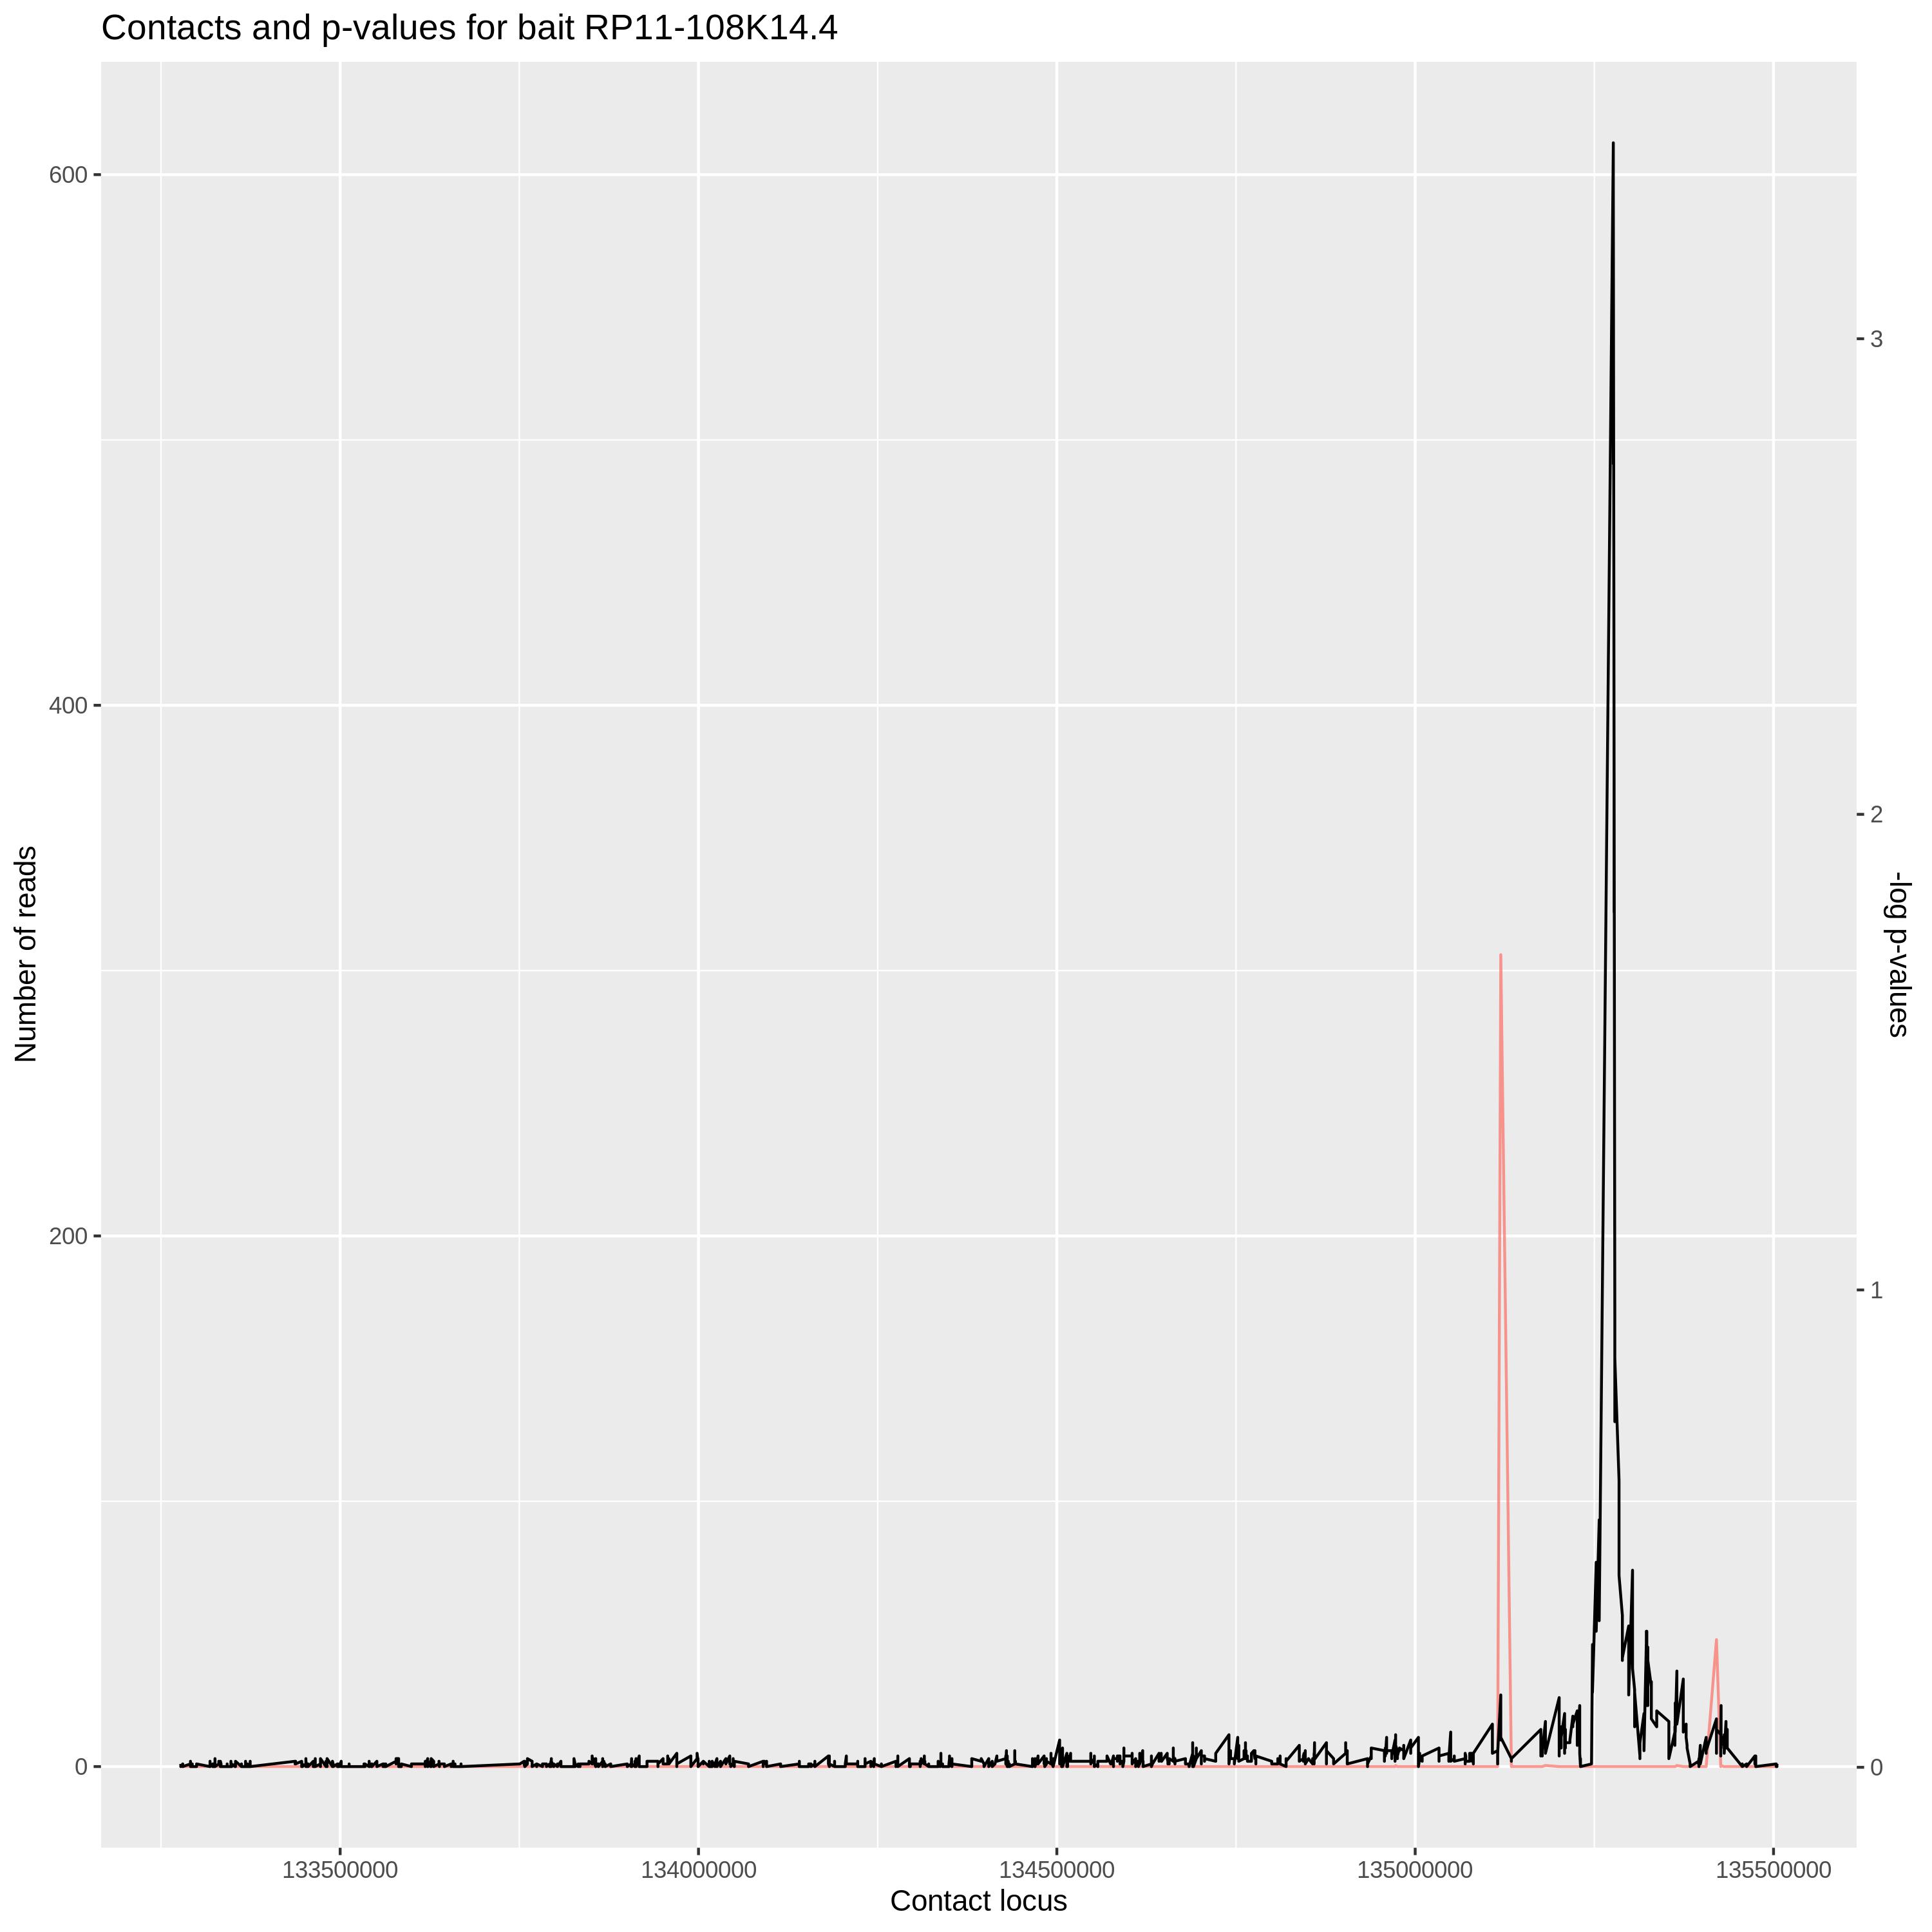 Contacts and p-values for bait RP11-108K14.4
600
400
200
0
Number of reads
3
2
1
0
-log p-values
133500000 134000000 134500000 135000000 135500000
Contact locus